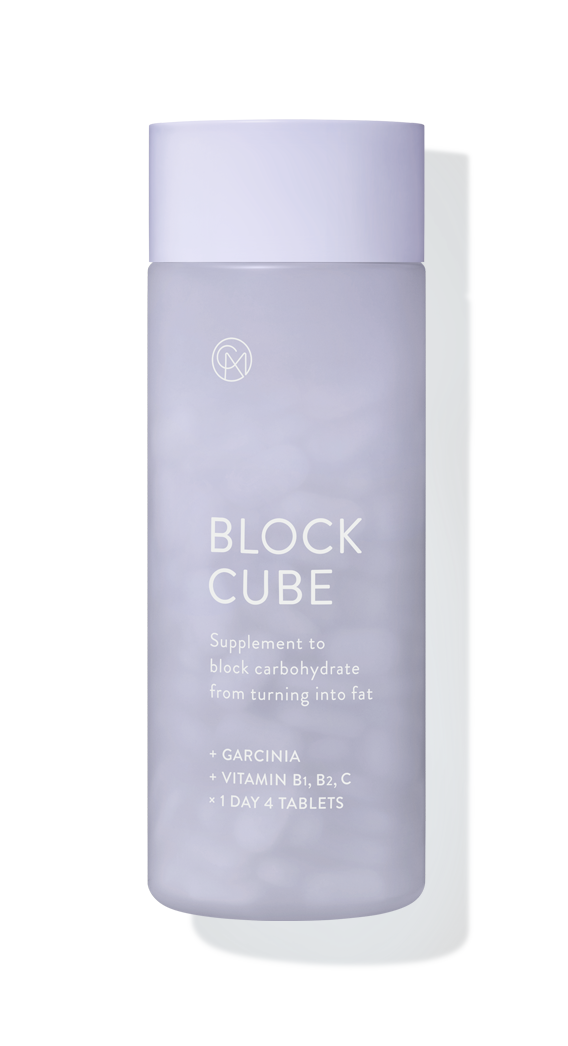 BLOCK
CUBE
Supplement to
block carbohydrate
from turning into fat
+ GARCINIA
+ VITAMIN B1, B2, C
× 1 DAY 4 TABLETS